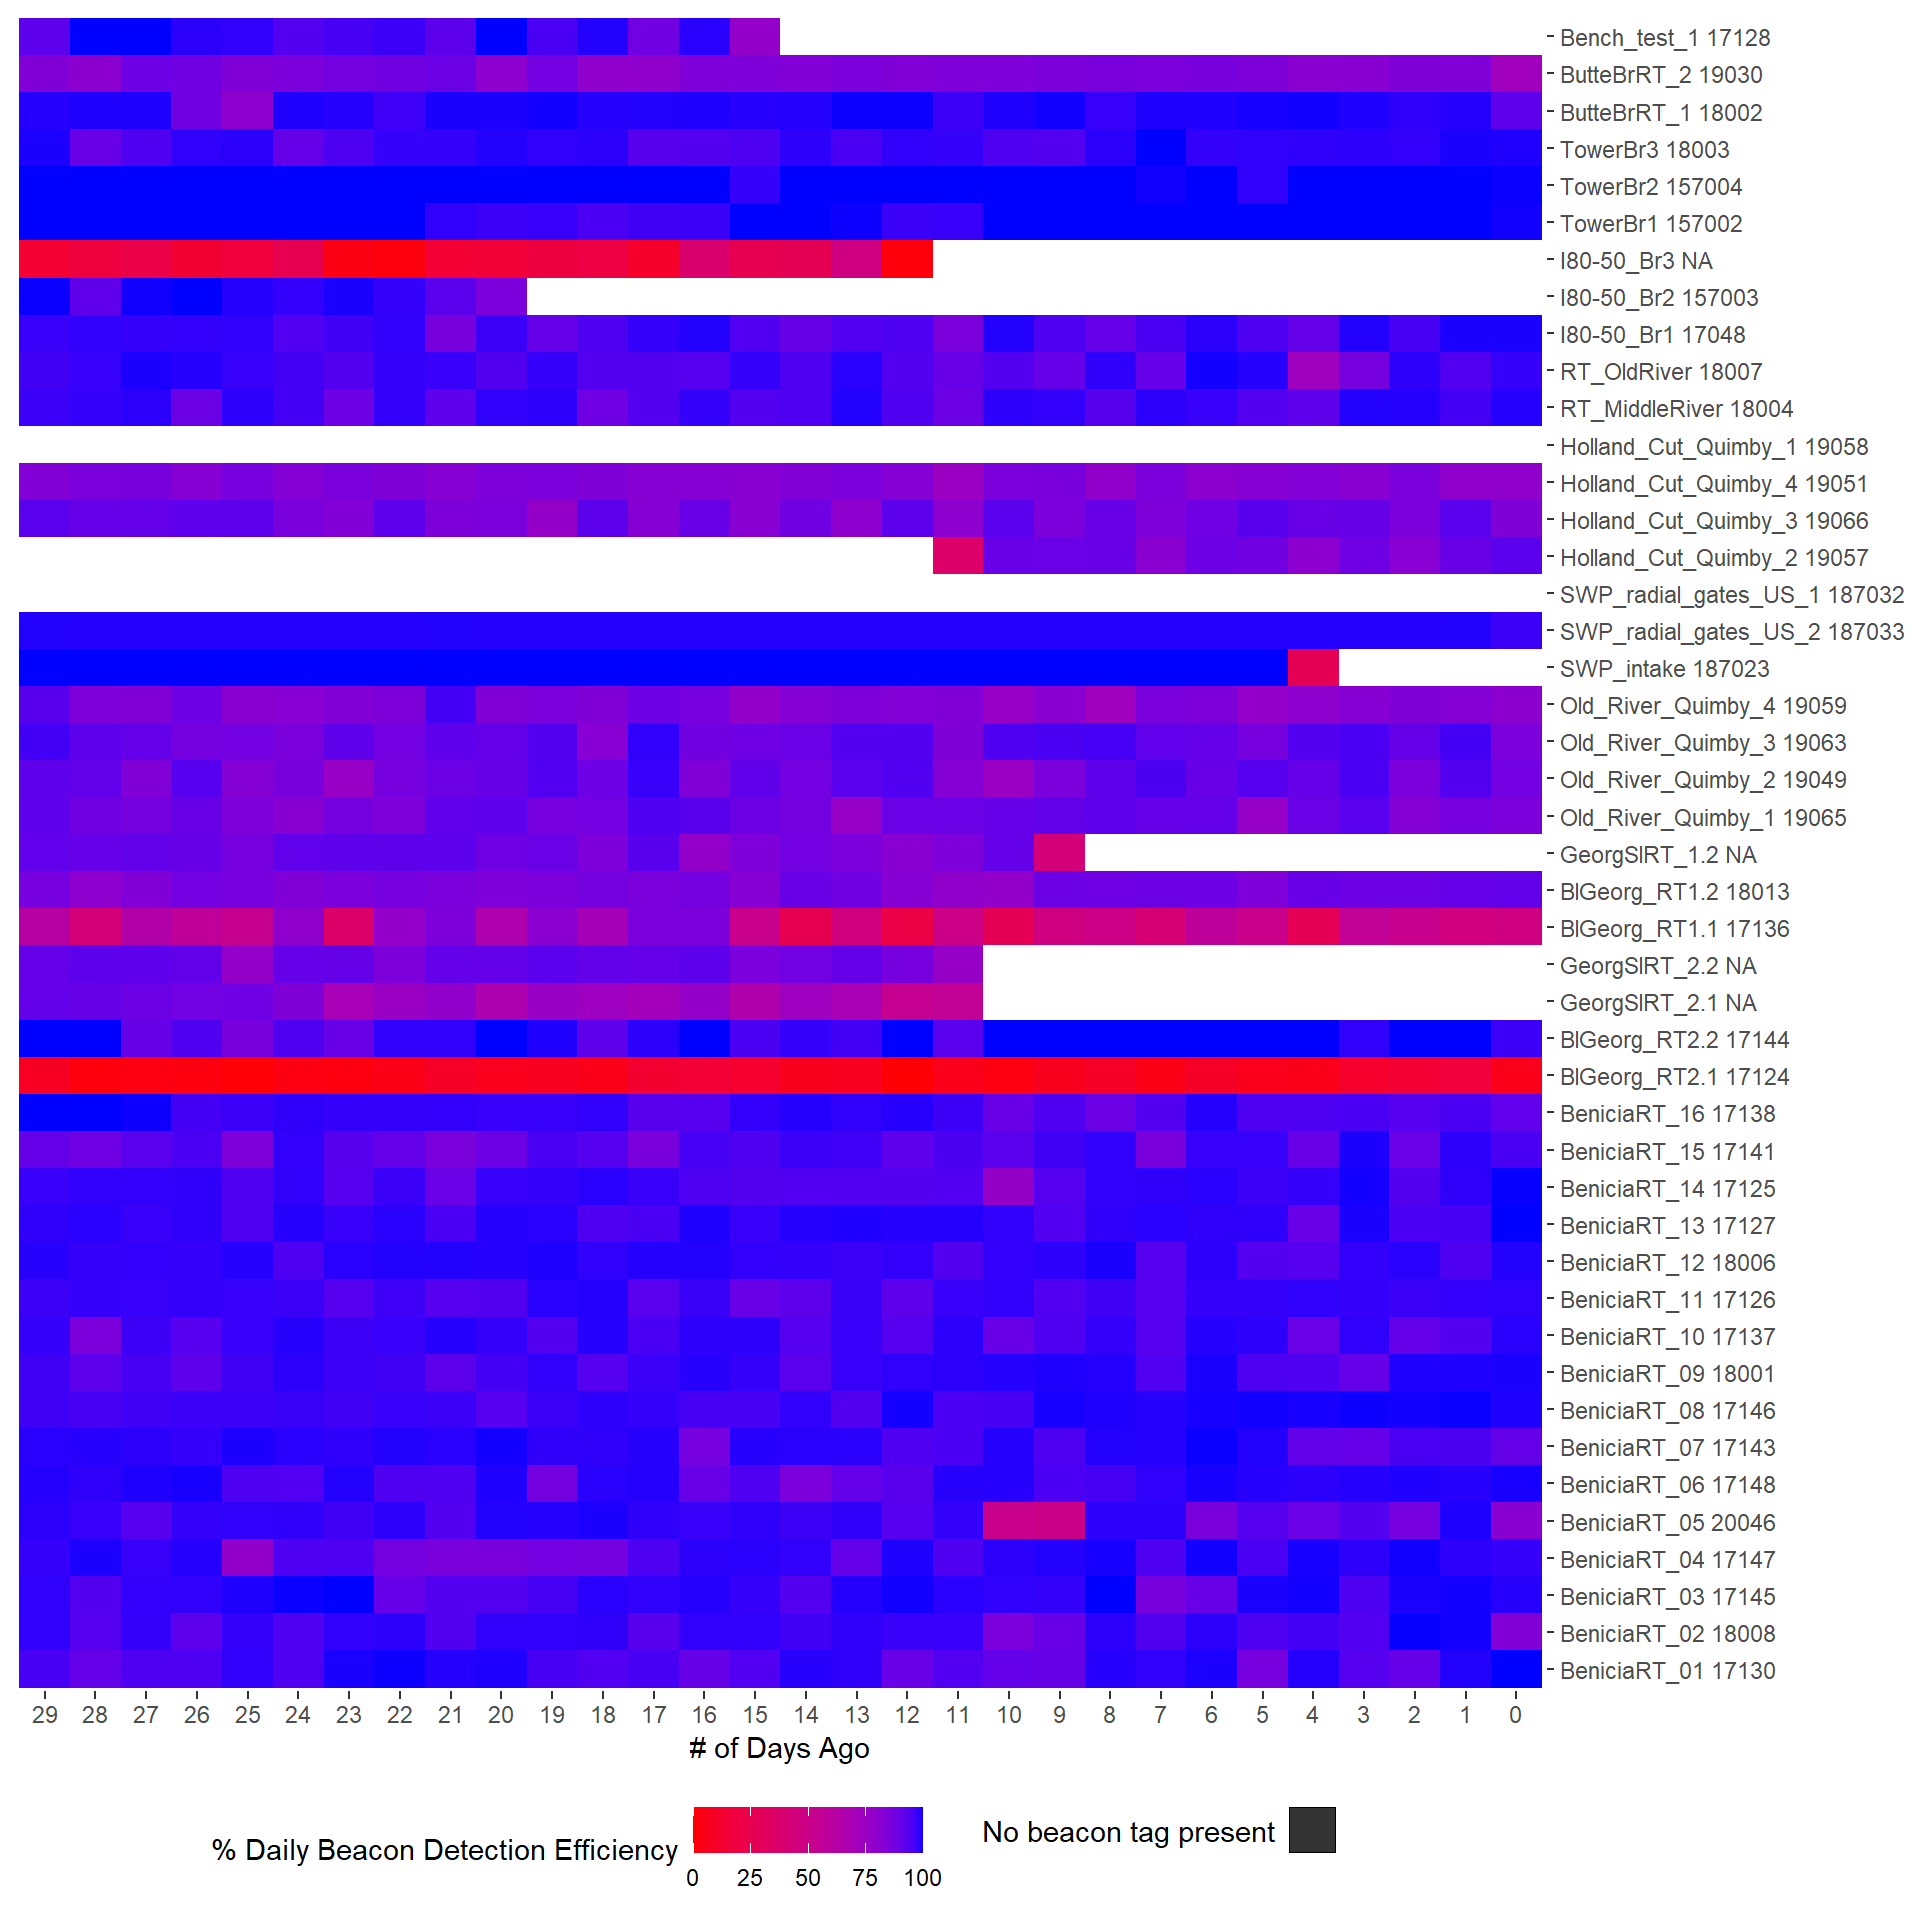 Bench_test_1 17128
ButteBrRT_2 19030
ButteBrRT_1 18002
TowerBr3 18003
TowerBr2 157004
TowerBr1 157002
I80-50_Br3 NA
I80-50_Br2 157003
I80-50_Br1 17048
RT_OldRiver 18007
RT_MiddleRiver 18004
Holland_Cut_Quimby_1 19058
Holland_Cut_Quimby_4 19051
Holland_Cut_Quimby_3 19066
Holland_Cut_Quimby_2 19057
SWP_radial_gates_US_1 187032
SWP_radial_gates_US_2 187033
SWP_intake 187023
Old_River_Quimby_4 19059
Old_River_Quimby_3 19063
Old_River_Quimby_2 19049
Old_River_Quimby_1 19065
GeorgSlRT_1.2 NA
BlGeorg_RT1.2 18013
BlGeorg_RT1.1 17136
GeorgSlRT_2.2 NA
GeorgSlRT_2.1 NA
BlGeorg_RT2.2 17144
BlGeorg_RT2.1 17124
BeniciaRT_16 17138
BeniciaRT_15 17141
BeniciaRT_14 17125
BeniciaRT_13 17127
BeniciaRT_12 18006
BeniciaRT_11 17126
BeniciaRT_10 17137
BeniciaRT_09 18001
BeniciaRT_08 17146
BeniciaRT_07 17143
BeniciaRT_06 17148
BeniciaRT_05 20046
BeniciaRT_04 17147
BeniciaRT_03 17145
BeniciaRT_02 18008
BeniciaRT_01 17130
29 28 27 26 25 24 23 22 21 20 19 18 17 16 15 14 13 12 11 10 9 8 7 6 5 4 3 2 1 0
# of Days Ago
% Daily Beacon Detection Efficiency
0 25 50 75 100
No beacon tag present